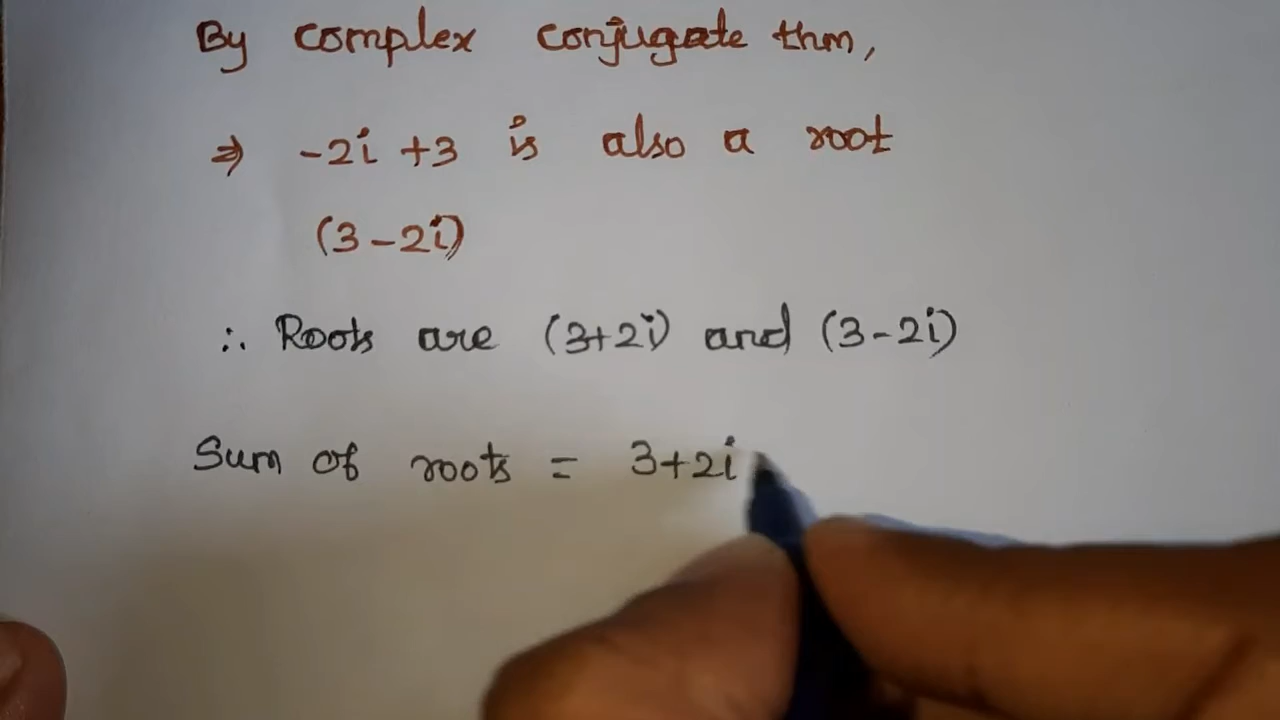 By complex conjugate thm,
⇒ -2i +3 is also a root
(3-2i)
∴ Roots are (3+2i) and (3-2i)
Sum of roots = 3+2i